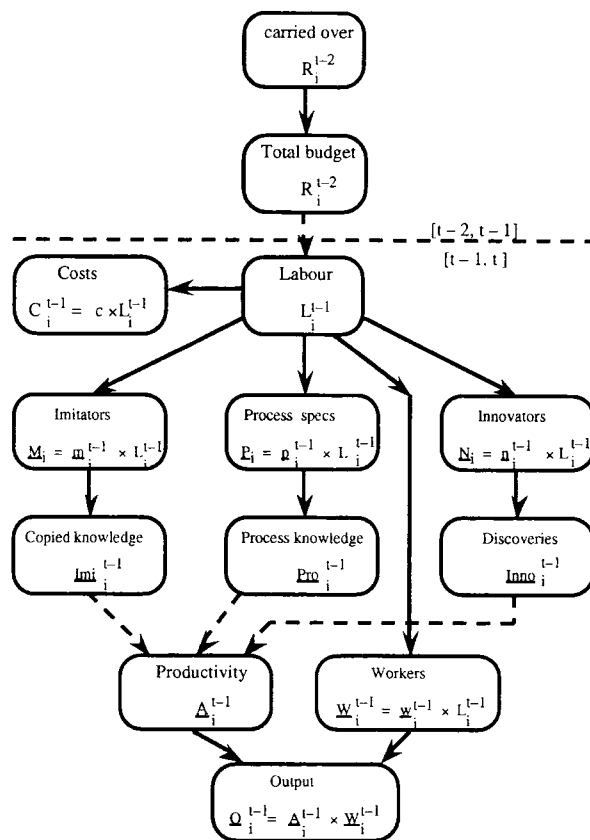 carried over
R_i^{t-2}
Total budget
R_i^{t-2}
[t-2, t-1]
[t-1. t]
Costs
C_i^{t-1} = c × L_i^{t-1}
Labour
L_i^{t-1}
Imitators
M_i = m_i^{t-1} × L_i^{t-1}
Process specs
P_i = p_i^{t-1} × L_i^{t-1}
Innovators
N_i = n_i^{t-1} × L_i^{t-1}
Copied knowledge
Imi_i^{t-1}
Process knowledge
Pro_i^{t-1}
Discoveries
Inno_i^{t-1}
Productivity
A_i^{t-1}
Workers
W_i^{t-1} = w_i^{t-1} × L_i^{t-1}
Output
Q_i^{t-1} = A_i^{t-1} × W_i^{t-1}